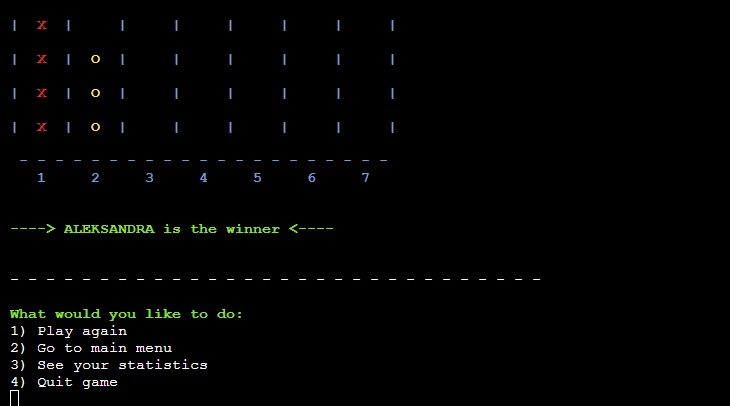 | X |   |   |   |   |   |   |
| X | O |   |   |   |   |   |
| X | O |   |   |   |   |   |
| X | O |   |   |   |   |   |
- - - - - - - - - - - - - - - - - - - - -
1 2 3 4 5 6 7
----> ALEKSANDRA is the winner <----
_ _ _ _ _ _ _ _ _ _ _ _ _ _ _ _ _ _ _ _ _ _ _ _ _ _ _ _ _ _
What would you like to do:
1) Play again
2) Go to main menu
3) See your statistics
4) Quit game